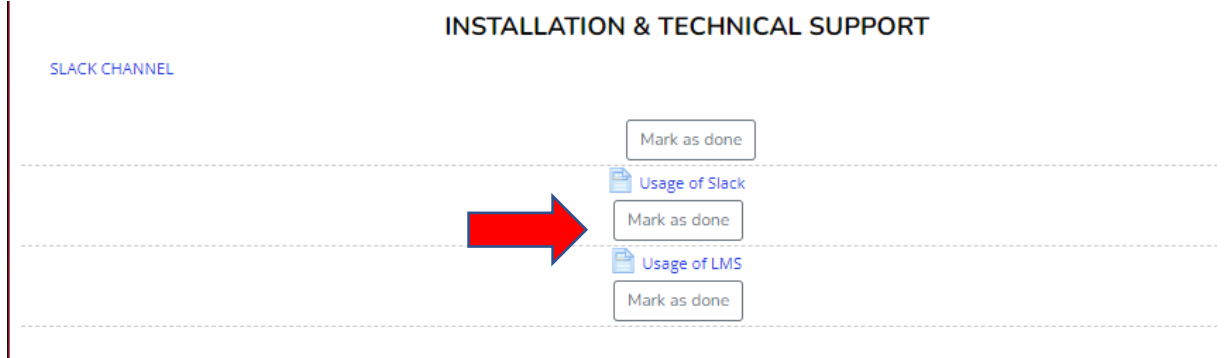 INSTALLATION & TECHNICAL SUPPORT
SLACK CHANNEL
Mark as done
Usage of Slack
Mark as done
Usage of LMS
Mark as done